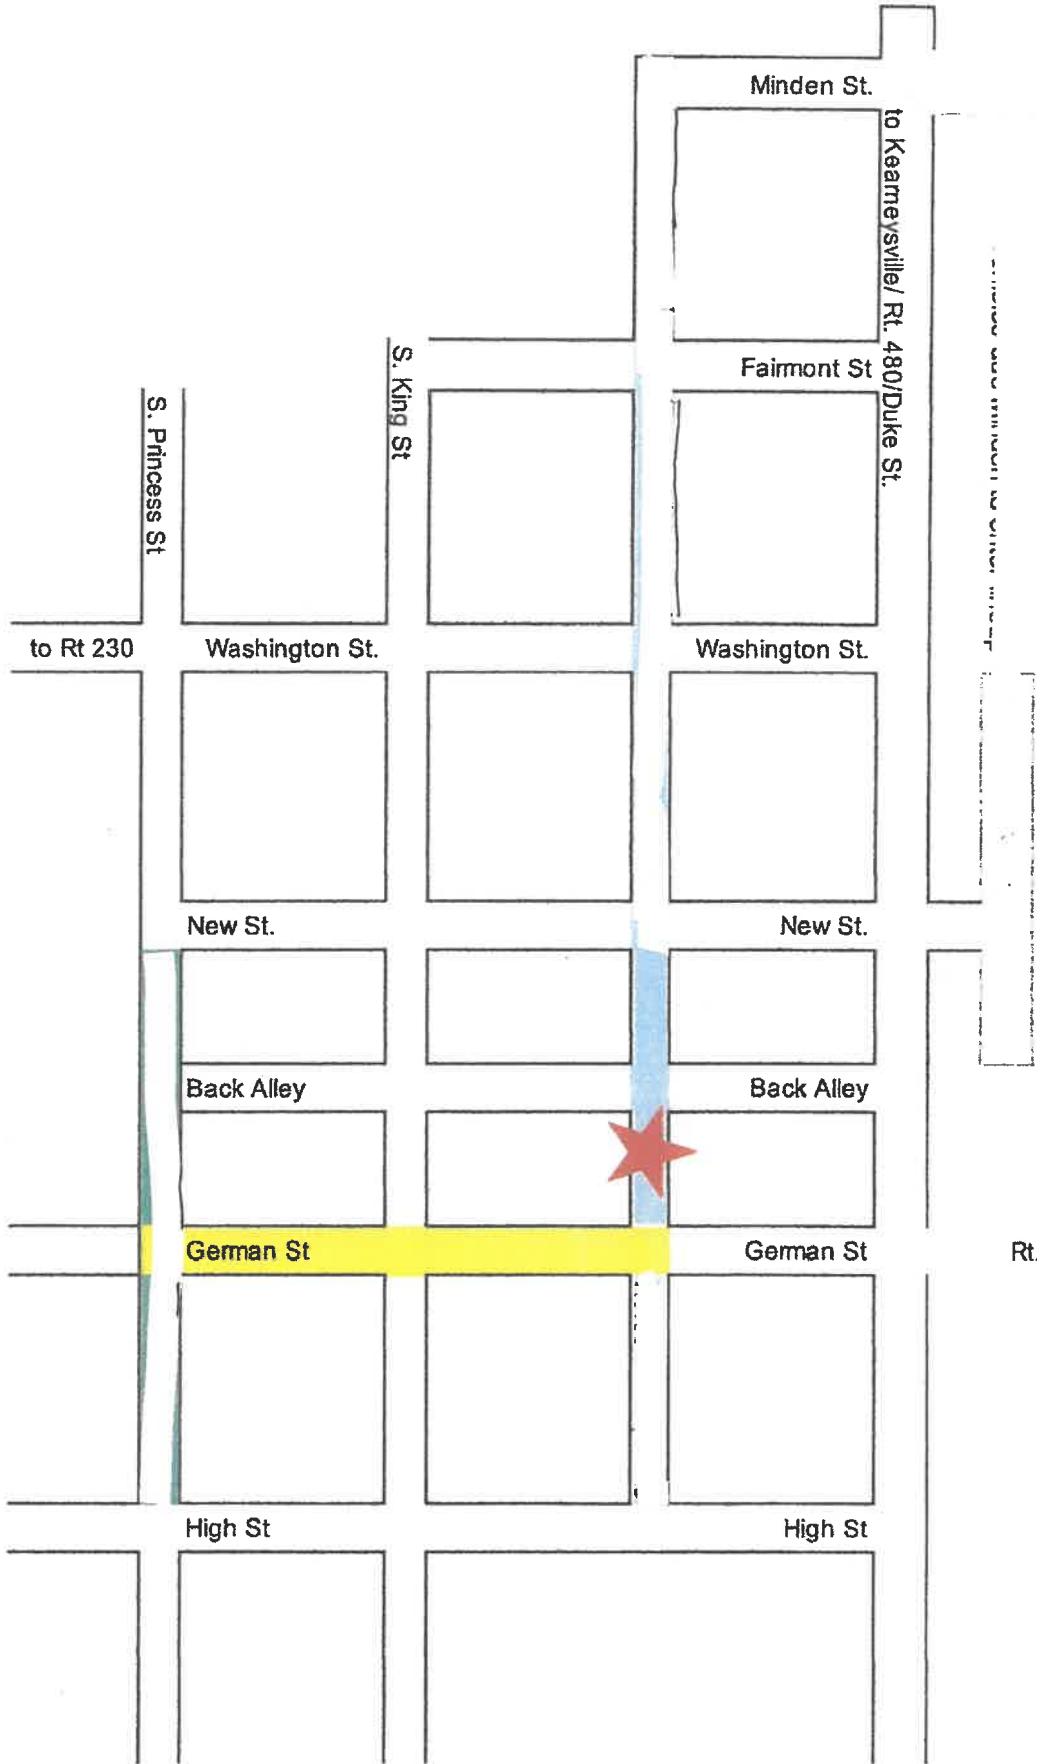 Minden St.
to Kearneysville/ Rt. 480/Duke St.
Fairmont St
S. King St
S. Princess St
to Rt 230
Washington St.
Washington St.
New St.
New St.
Back Alley
Back Alley
German St
German St
Rt.
High St
High St